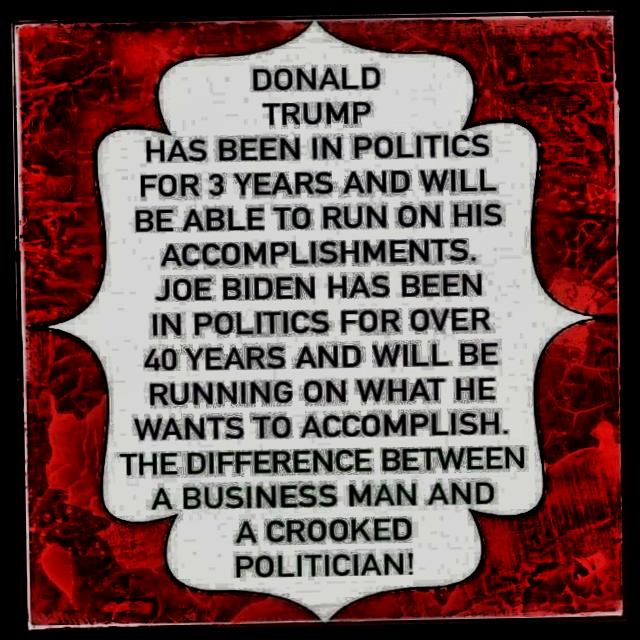 DONALD
TRUMP
HAS BEEN IN POLITICS
FOR 3 YEARS AND WILL
BE ABLE TO RUN ON HIS
ACCOMPLISHMENTS.
JOE BIDEN HAS BEEN
IN POLITICS FOR OVER
40 YEARS AND WILL BE
RUNNING ON WHAT HE
WANTS TO ACCOMPLISH.
THE DIFFERENCE BETWEEN
A BUSINESS MAN AND
A CROOKED
POLITICIAN!